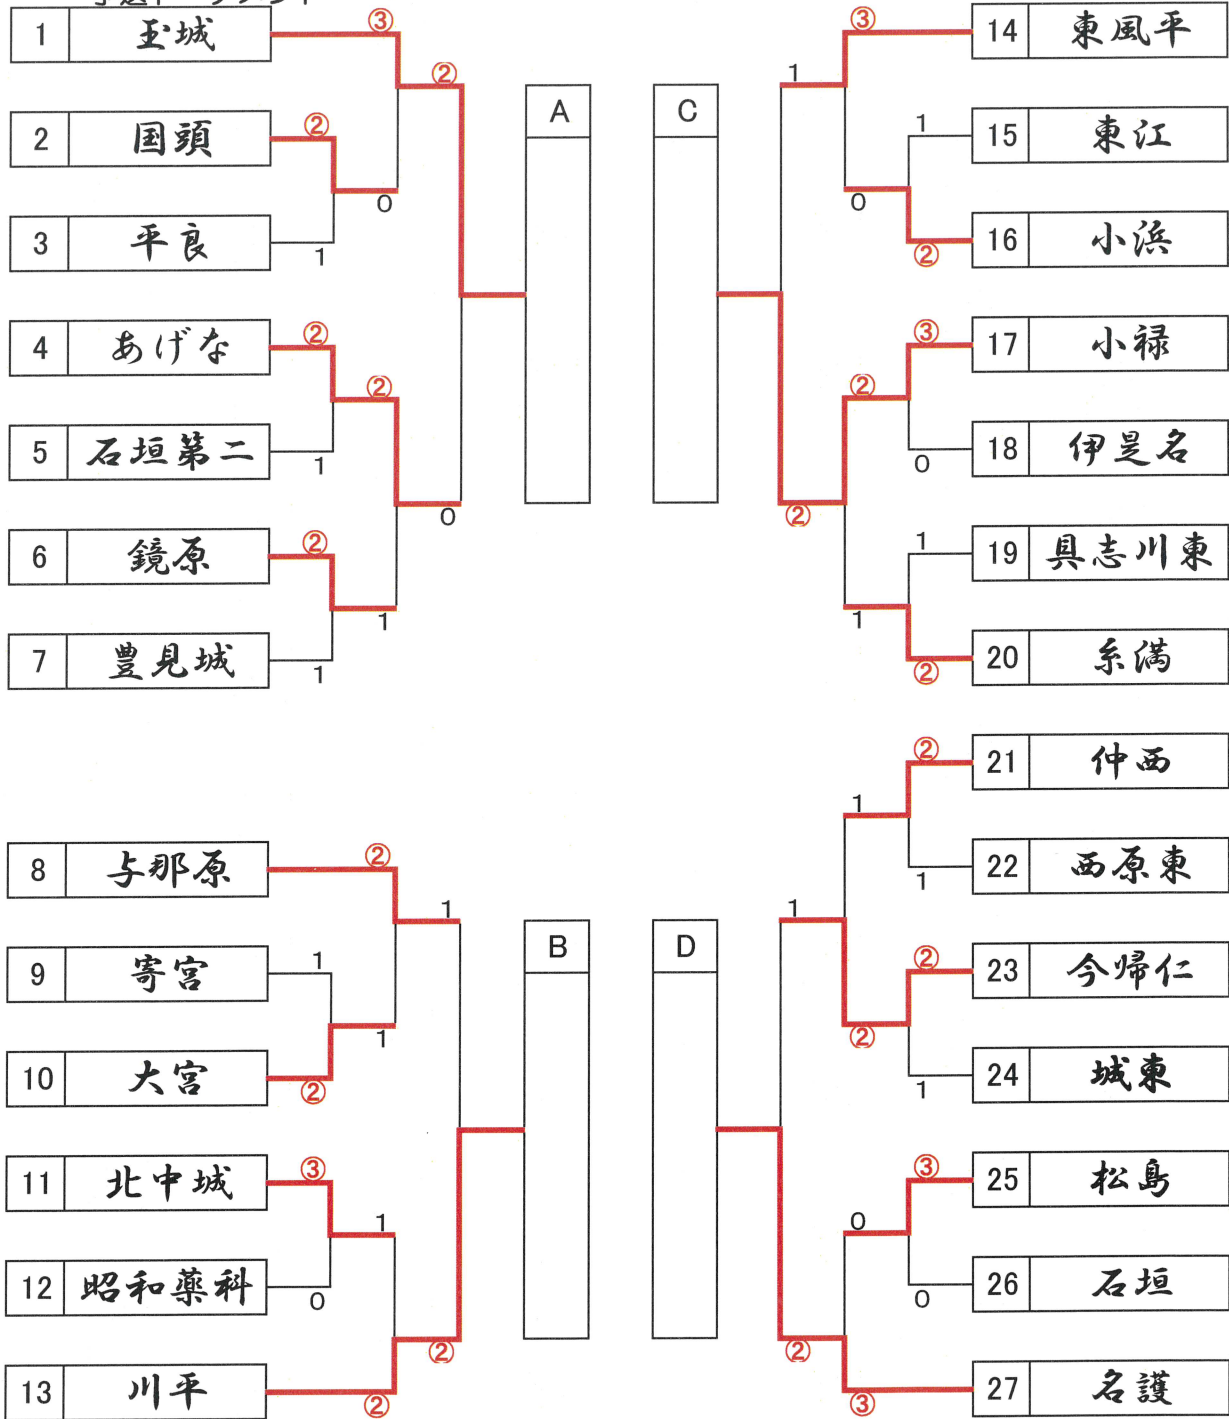 1 玉城 ③
② A
2 国頭 ②
0
3 平良 1
4 あげな ②
②
5 石垣第二 1
0
6 鏡原 ②
1
7 豊見城 1
8 与那原 ②
1 B
9 寄宮 1
1
10 大宮 ②
11 北中城 ③
1
12 昭和薬科 0
②
13 川平 ②
③ 14 東風平
C 1
1 15 東江
0
② 16 小浜
③ 17 小禄
②
0 18 伊是名
②
1 19 具志川東
1
② 20 糸満
② 21 仲西
1
1 22 西原東
D 1
② 23 今帰仁
②
1 24 城東
③ 25 松島
0
0 26 石垣
②
③ 27 名護